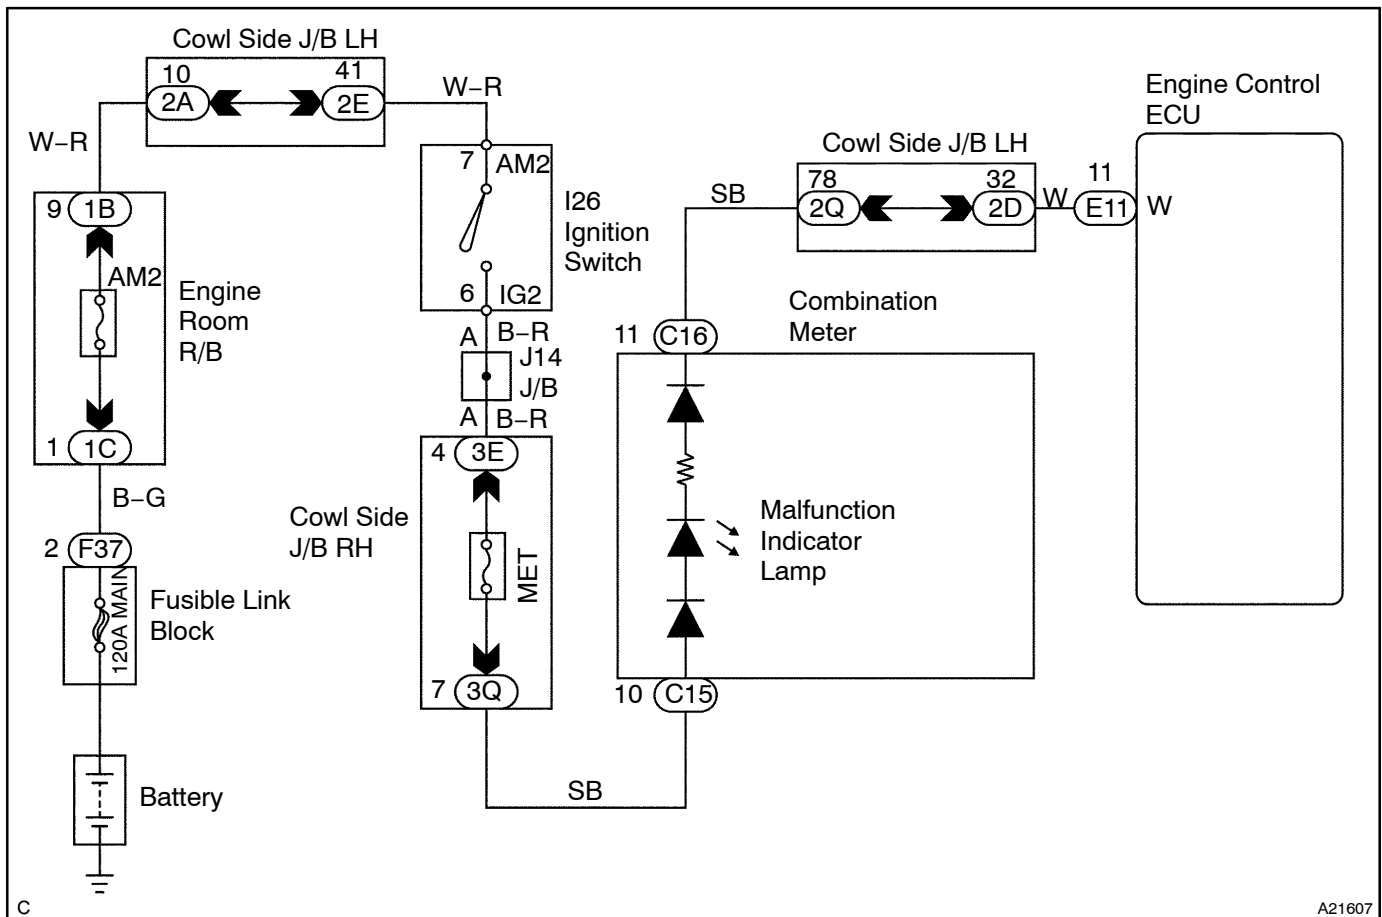 Cowl Side J/B LH
10
41
2A
2E
W–R
W–R
9
1B
AM2
Engine
Room
R/B
1
1C
B–G
2
F37
120A MAIN
Fusible Link
Block
Battery
7
AM2
I26
Ignition
Switch
6
IG2
A
B–R
J14
J/B
A
B–R
4
3E
Cowl Side
J/B RH
MET
7
3Q
SB
Combination
Meter
11
C16
Malfunction
Indicator
Lamp
10
C15
SB
Cowl Side J/B LH
78
32
2Q
2D
W
11
E11
W
Engine Control
ECU
C
A21607